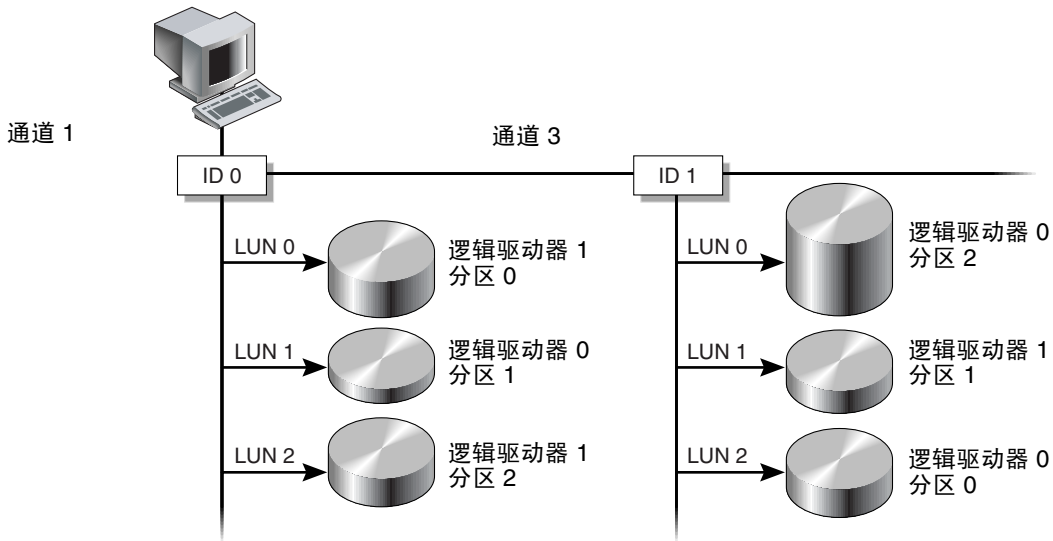 通道 1
通道 3
ID 0
ID 1
LUN 0
逻辑驱动器 1
分区 0
LUN 1
逻辑驱动器 0
分区 1
LUN 2
逻辑驱动器 1
分区 2
LUN 0
逻辑驱动器 0
分区 2
LUN 1
逻辑驱动器 1
分区 1
LUN 2
逻辑驱动器 0
分区 0